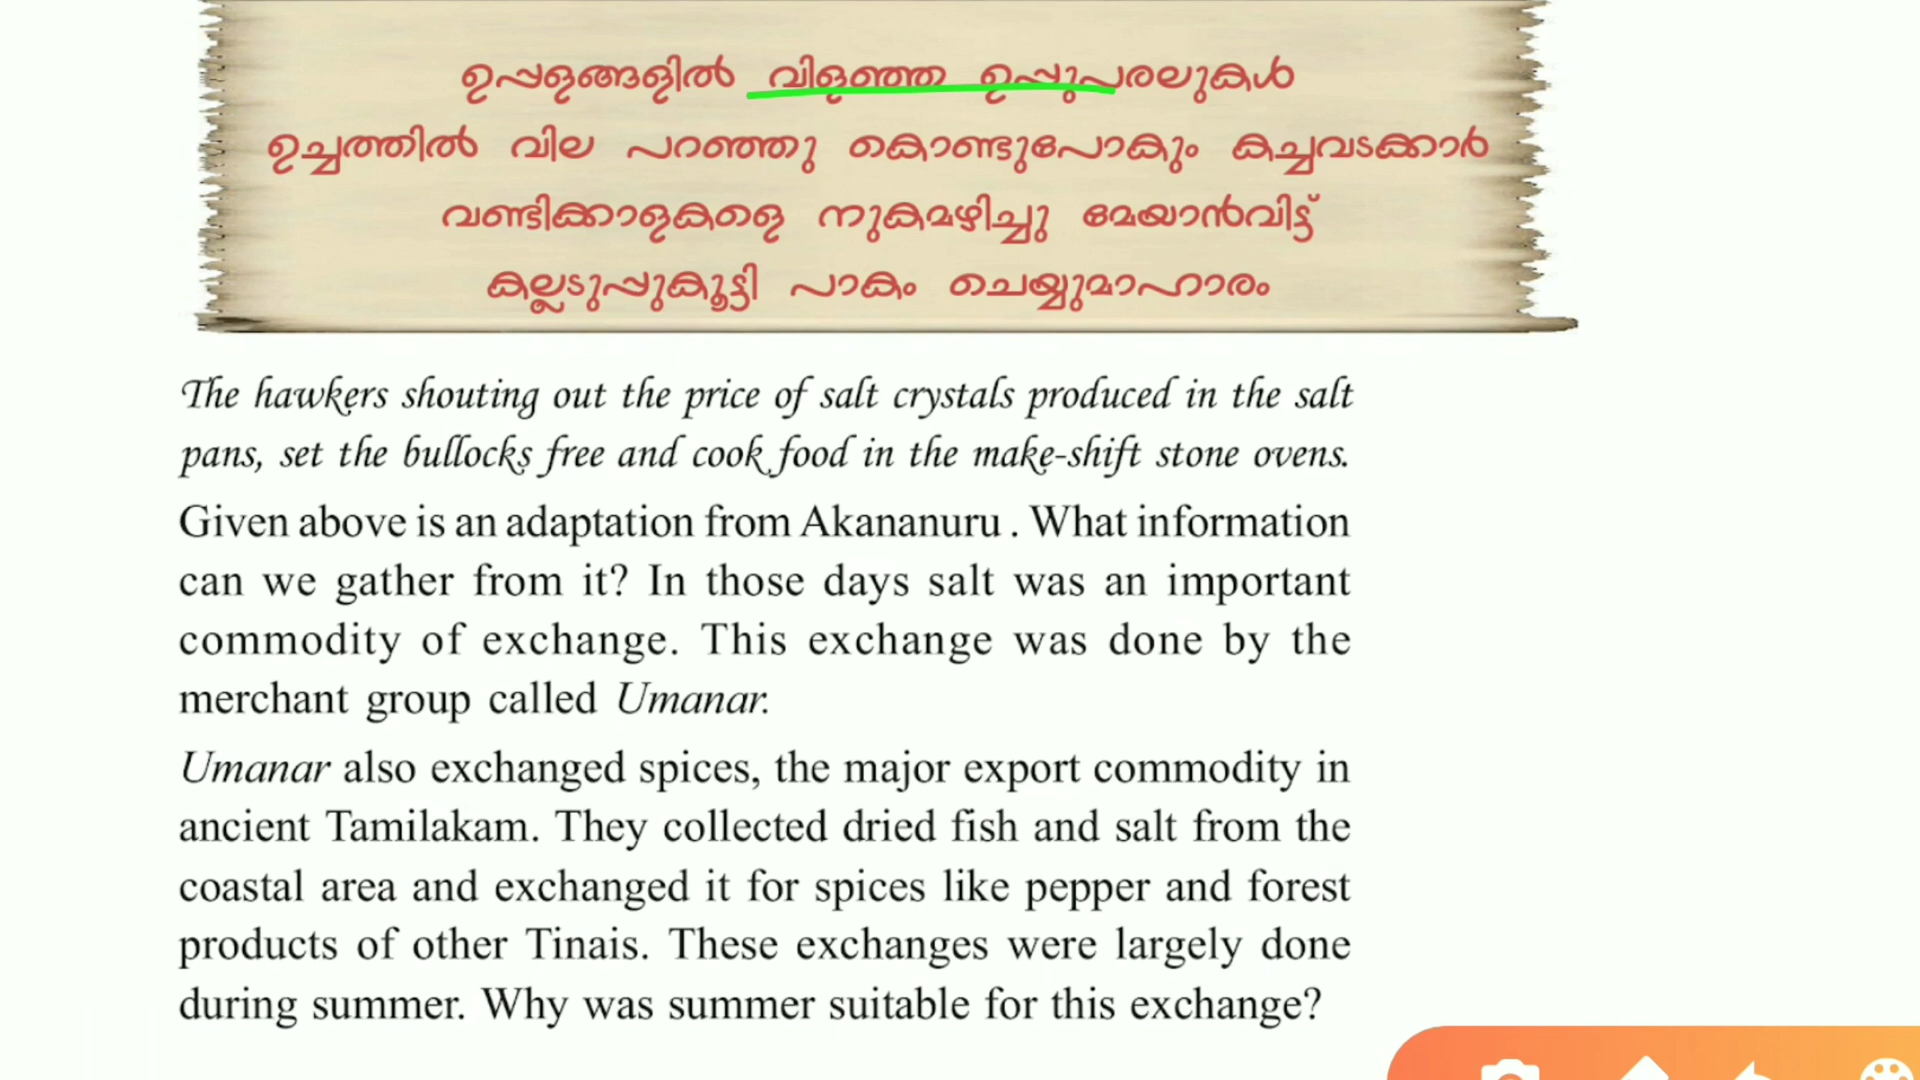 ഉപ്പളങ്ങളിൽ വിളഞ്ഞ ഉപ്പുപരലുകൾ
ഉച്ചത്തിൽ വില പറഞ്ഞു കൊണ്ടുപോകും കച്ചവടക്കാർ
വണ്ടിക്കാളകളെ നുകമഴിച്ചു മേയാൻവിട്ട്
കല്ലടുപ്പുകൂട്ടി പാകം ചെയ്യുമാഹാരം
The hawkers shouting out the price of salt crystals produced in the salt
pans, set the bullocks free and cook food in the make-shift stone ovens.
Given above is an adaptation from Akananuru . What information
can we gather from it? In those days salt was an important
commodity of exchange. This exchange was done by the
merchant group called Umanar.
Umanar also exchanged spices, the major export commodity in
ancient Tamilakam. They collected dried fish and salt from the
coastal area and exchanged it for spices like pepper and forest
products of other Tinais. These exchanges were largely done
during summer. Why was summer suitable for this exchange?